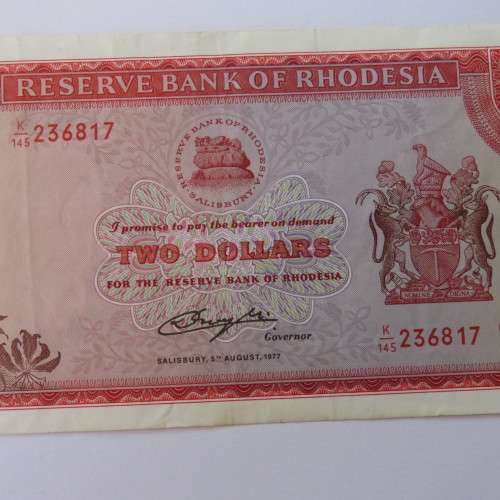 RESERVE BANK OF RHODESIA
K/145 236817
RESERVE BANK OF RHODESIA
SALISBURY
I promise to pay the bearer on demand
TWO DOLLARS
FOR THE RESERVE BANK OF RHODESIA
Governor
K/145 236817
SALISBURY, 5TH AUGUST, 1977